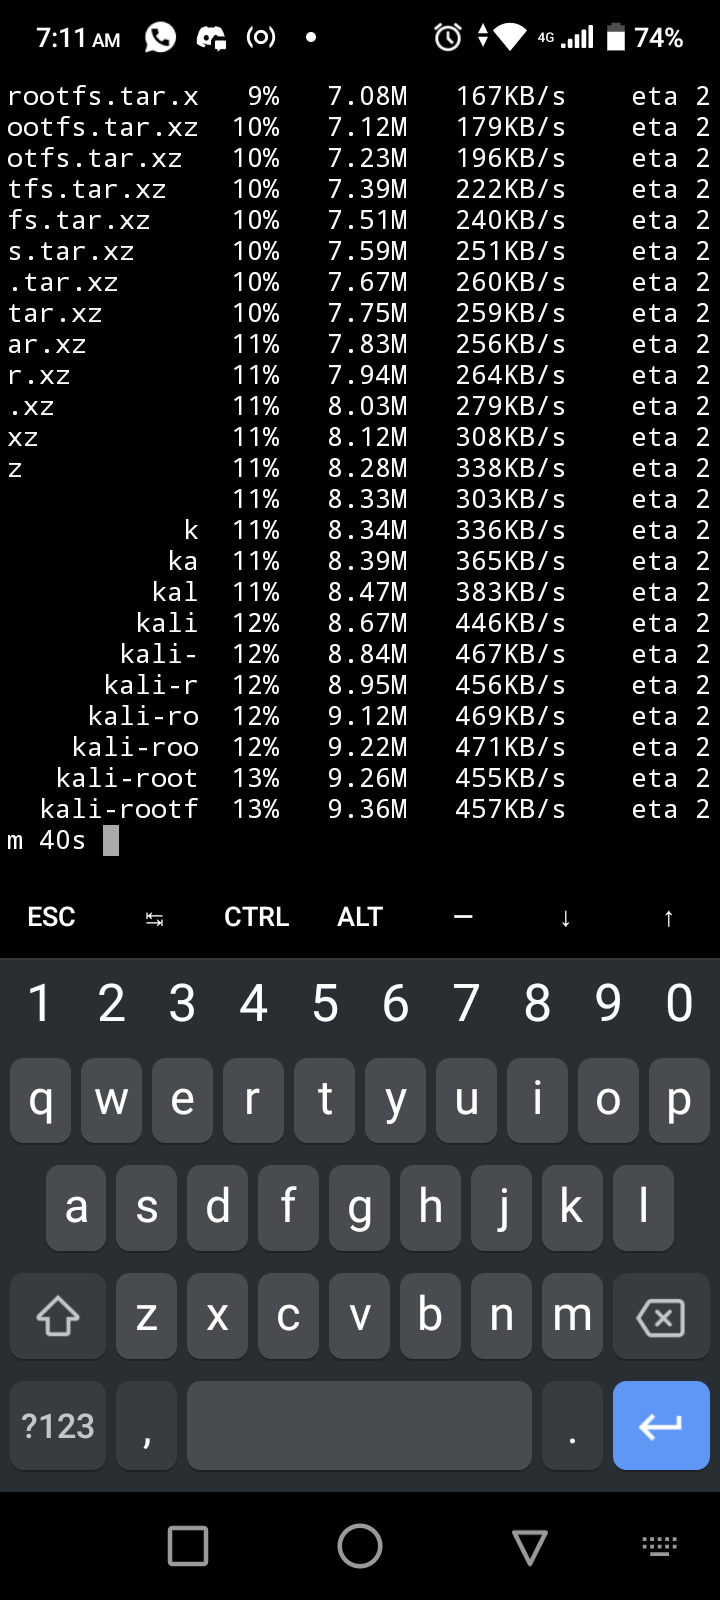 7:11 AM 4G 74%
rootfs.tar.x 9% 7.08M 167KB/s eta 2
ootfs.tar.xz 10% 7.12M 179KB/s eta 2
otfs.tar.xz 10% 7.23M 196KB/s eta 2
tfs.tar.xz 10% 7.39M 222KB/s eta 2
fs.tar.xz 10% 7.51M 240KB/s eta 2
s.tar.xz 10% 7.59M 251KB/s eta 2
.tar.xz 10% 7.67M 260KB/s eta 2
tar.xz 10% 7.75M 259KB/s eta 2
ar.xz 11% 7.83M 256KB/s eta 2
r.xz 11% 7.94M 264KB/s eta 2
.xz 11% 8.03M 279KB/s eta 2
xz 11% 8.12M 308KB/s eta 2
z 11% 8.28M 338KB/s eta 2
11% 8.33M 303KB/s eta 2
k 11% 8.34M 336KB/s eta 2
ka 11% 8.39M 365KB/s eta 2
kal 11% 8.47M 383KB/s eta 2
kali 12% 8.67M 446KB/s eta 2
kali- 12% 8.84M 467KB/s eta 2
kali-r 12% 8.95M 456KB/s eta 2
kali-ro 12% 9.12M 469KB/s eta 2
kali-roo 12% 9.22M 471KB/s eta 2
kali-root 13% 9.26M 455KB/s eta 2
kali-rootf 13% 9.36M 457KB/s eta 2
m 40s
ESC ↹ CTRL ALT — ↓ ↑
1 2 3 4 5 6 7 8 9 0
q w e r t y u i o p
a s d f g h j k l
z x c v b n m
?123 , .